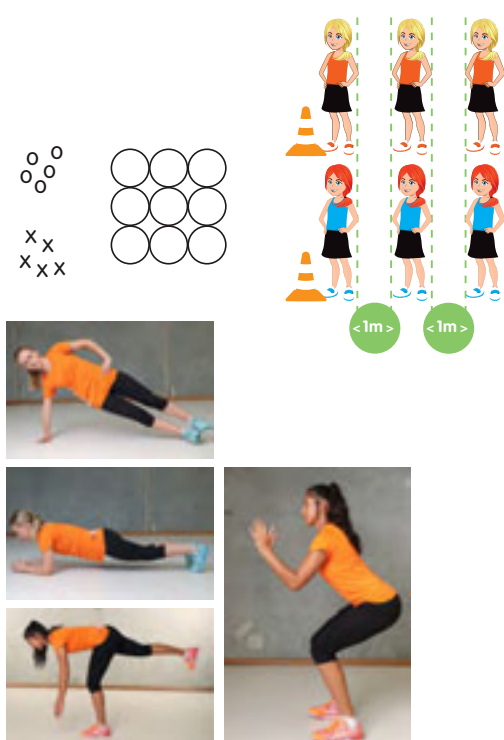 o o
o o
o
x x
x x x
< 1m > < 1m >